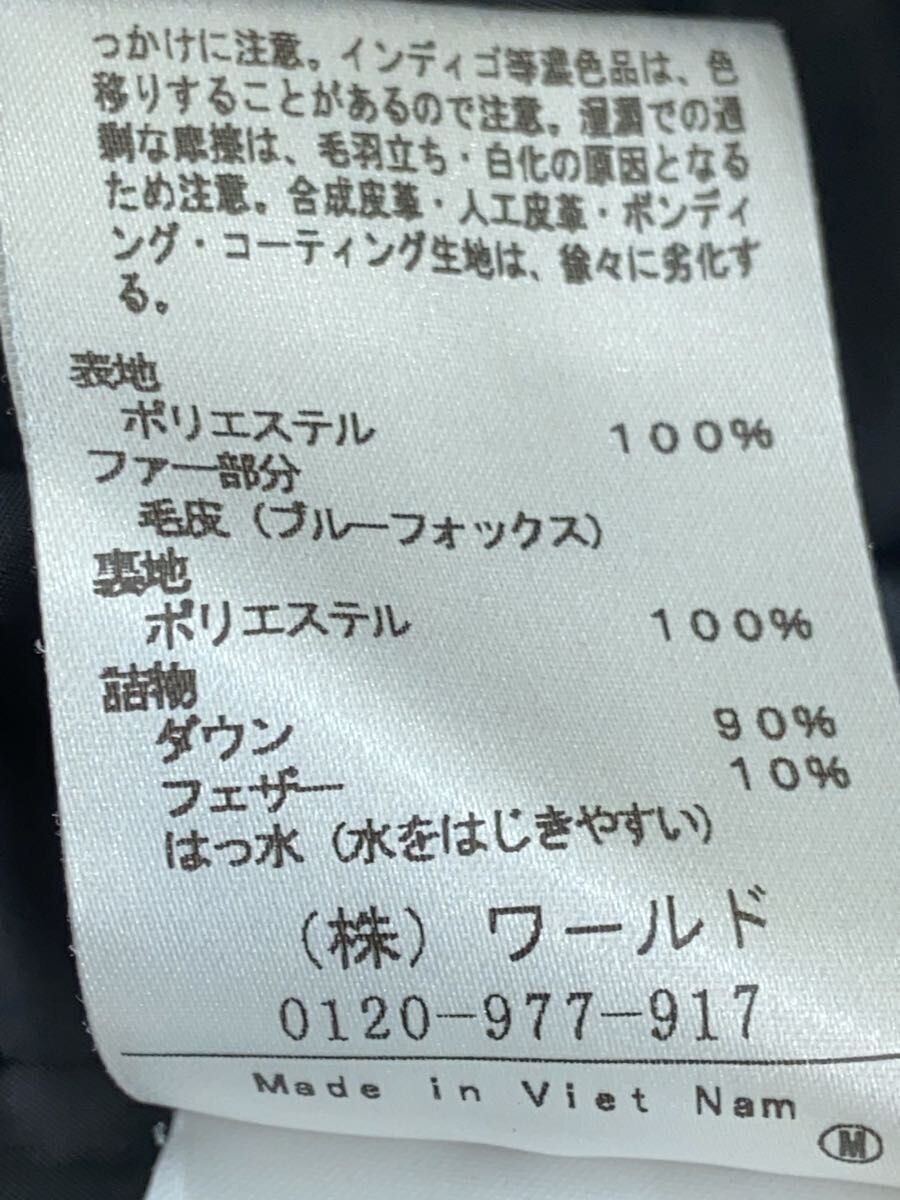 っかけに注意。インディゴ等濃色品は、色
移りすることがあるので注意。湿潤での過
剰な摩擦は、毛羽立ち・白化の原因となる
ため注意。合成皮革・人工皮革・ボンディ
ング・コーティング生地は、徐々に劣化す
る。
表地
ポリエステル 100%
ファー部分
毛皮(ブルーフォックス)
裏地
ポリエステル 100%
詰物
ダウン 90%
フェザー 10%
はっ水(水をはじきやすい)
(株)ワールド
0120-977-917
Made in Viet Nam
M